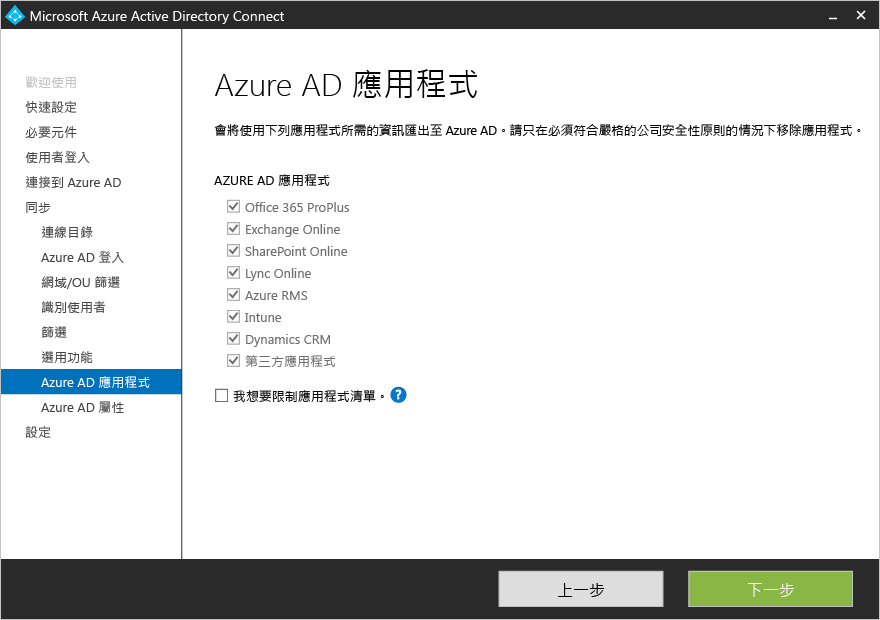 Microsoft Azure Active Directory Connect
歡迎使用
快速設定
必要元件
使用者登入
連接到 Azure AD
同步
連線目錄
Azure AD 登入
網域/OU 篩選
識別使用者
篩選
選用功能
Azure AD 應用程式
Azure AD 屬性
設定
Azure AD 應用程式
會將使用下列應用程式所需的資訊匯出至 Azure AD。請只在必須符合嚴格的公司安全性原則的情況下移除應用程式。
AZURE AD 應用程式
Office 365 ProPlus
Exchange Online
SharePoint Online
Lync Online
Azure RMS
Intune
Dynamics CRM
第三方應用程式
我想要限制應用程式清單。 ?
上一步
下一步